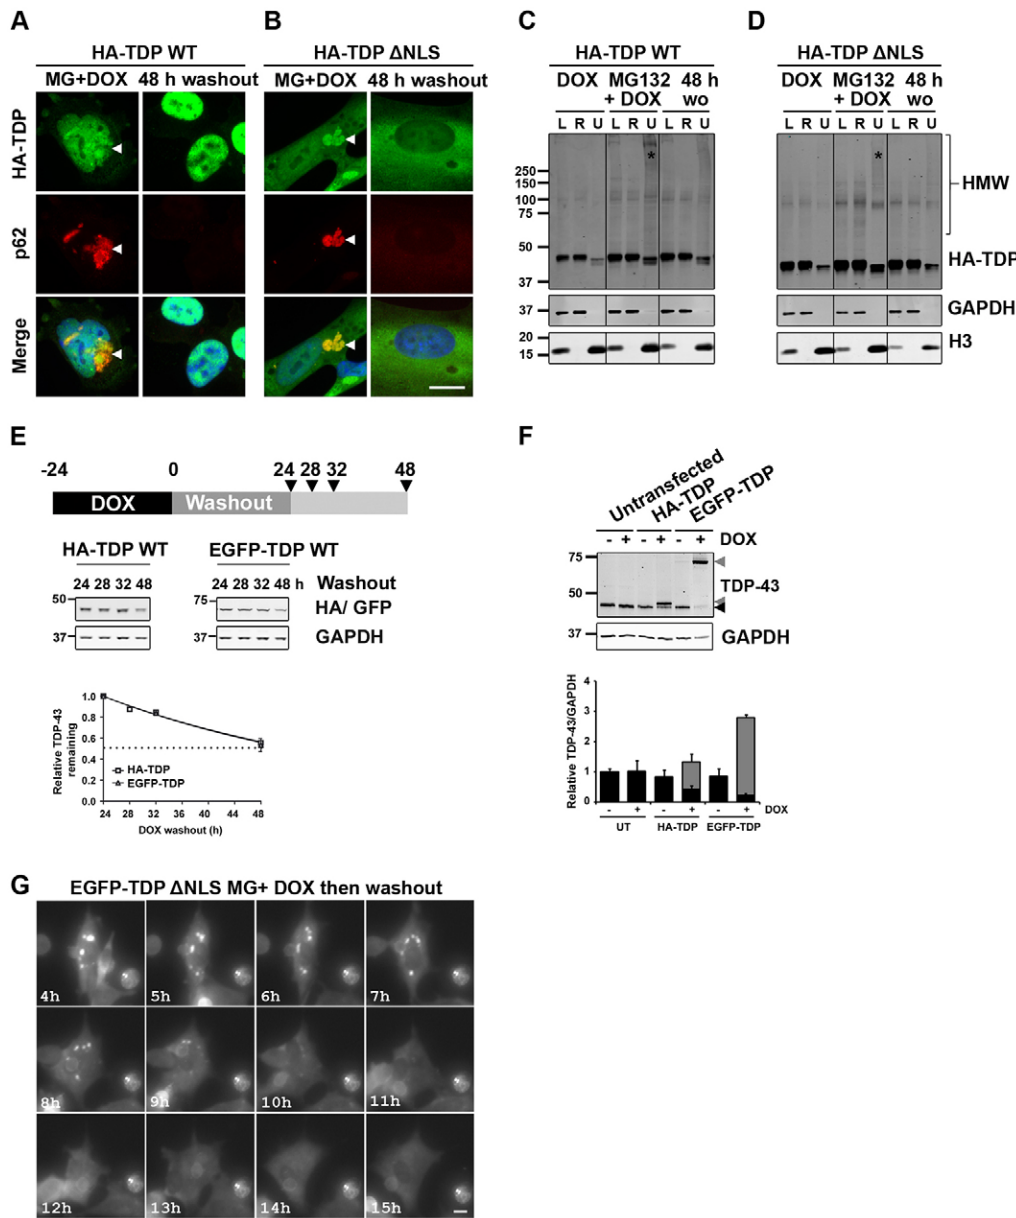 A
HA-TDP WT
MG+DOX 48 h washout
HA-TDP
p62
Merge
B
HA-TDP ΔNLS
MG+DOX 48 h washout
C
HA-TDP WT
DOX MG132 + DOX 48 h wo
L R U L R U L R U
*
250
150
100
75
50
37
37
20
15
D
HA-TDP ΔNLS
DOX MG132 + DOX 48 h wo
L R U L R U L R U
*
HMW
HA-TDP
GAPDH
H3
E
-24 0 24 28 32 48
DOX Washout
HA-TDP WT EGFP-TDP WT
24 28 32 48 24 28 32 48 h Washout
50 75 HA/ GFP
37 37 GAPDH
Relative TDP-43 remaining
1.0
0.8
0.6
0.4
0.2
0.0
HA-TDP
EGFP-TDP
24 28 32 36 40 44 48
DOX washout (h)
F
Untransfected
HA-TDP
EGFP-TDP
- + - + - + DOX
75
TDP-43
50
37 GAPDH
Relative TDP-43/GAPDH
4
3
2
1
0
- + - + - + DOX
UT HA-TDP EGFP-TDP
G
EGFP-TDP ΔNLS MG+ DOX then washout
4h 5h 6h 7h
8h 9h 10h 11h
12h 13h 14h 15h